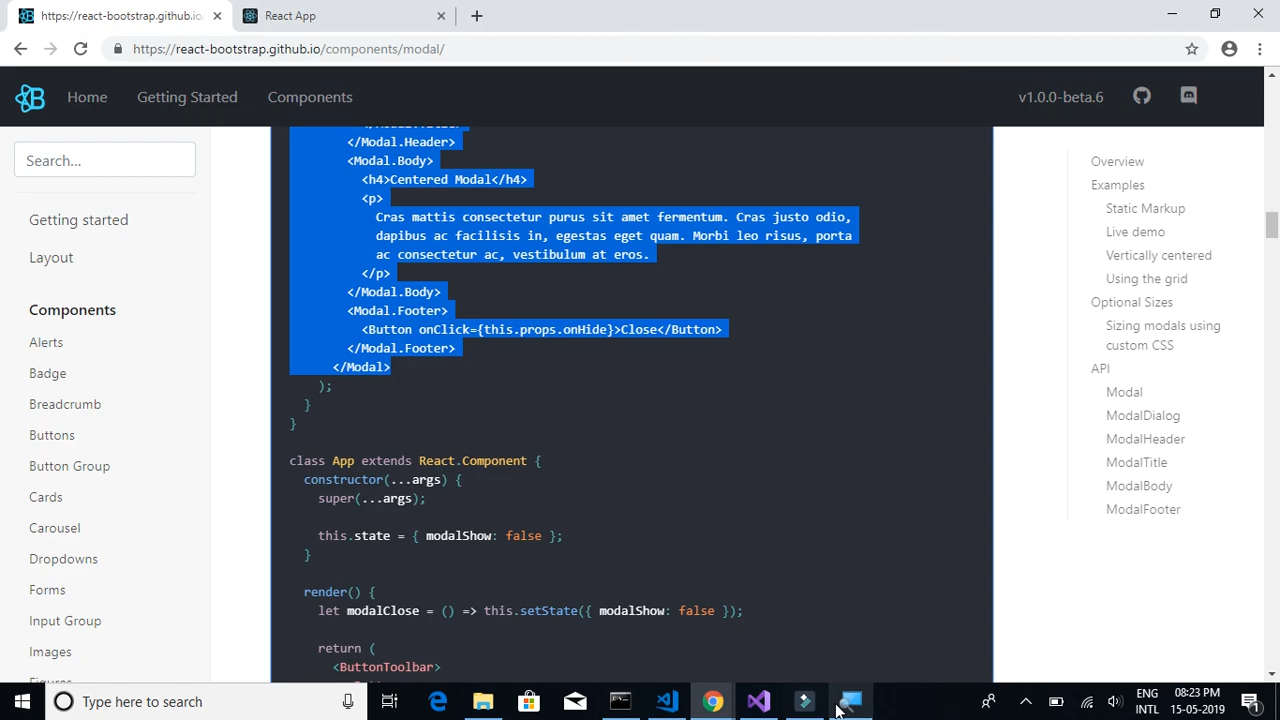 https://react-bootstrap.github.io/
React App
https://react-bootstrap.github.io/components/modal/
Home
Getting Started
Components
v1.0.0-beta.6
Search...
Getting started
Layout
Components
Alerts
Badge
Breadcrumb
Buttons
Button Group
Cards
Carousel
Dropdowns
Forms
Input Group
Images
</Modal.Header>
<Modal.Body>
<h4>Centered Modal</h4>
<p>
Cras mattis consectetur purus sit amet fermentum. Cras justo odio,
dapibus ac facilisis in, egestas eget quam. Morbi leo risus, porta
ac consectetur ac, vestibulum at eros.
</p>
</Modal.Body>
<Modal.Footer>
<Button onClick={this.props.onHide}>Close</Button>
</Modal.Footer>
</Modal>
);
}
}
class App extends React.Component {
constructor(...args) {
super(...args);
this.state = { modalShow: false };
}
render() {
let modalClose = () => this.setState({ modalShow: false });
return (
<ButtonToolbar>
Overview
Examples
Static Markup
Live demo
Vertically centered
Using the grid
Optional Sizes
Sizing modals using
custom CSS
API
Modal
ModalDialog
ModalHeader
ModalTitle
ModalBody
ModalFooter
Type here to search
ENG
INTL
08:23 PM
15-05-2019
1